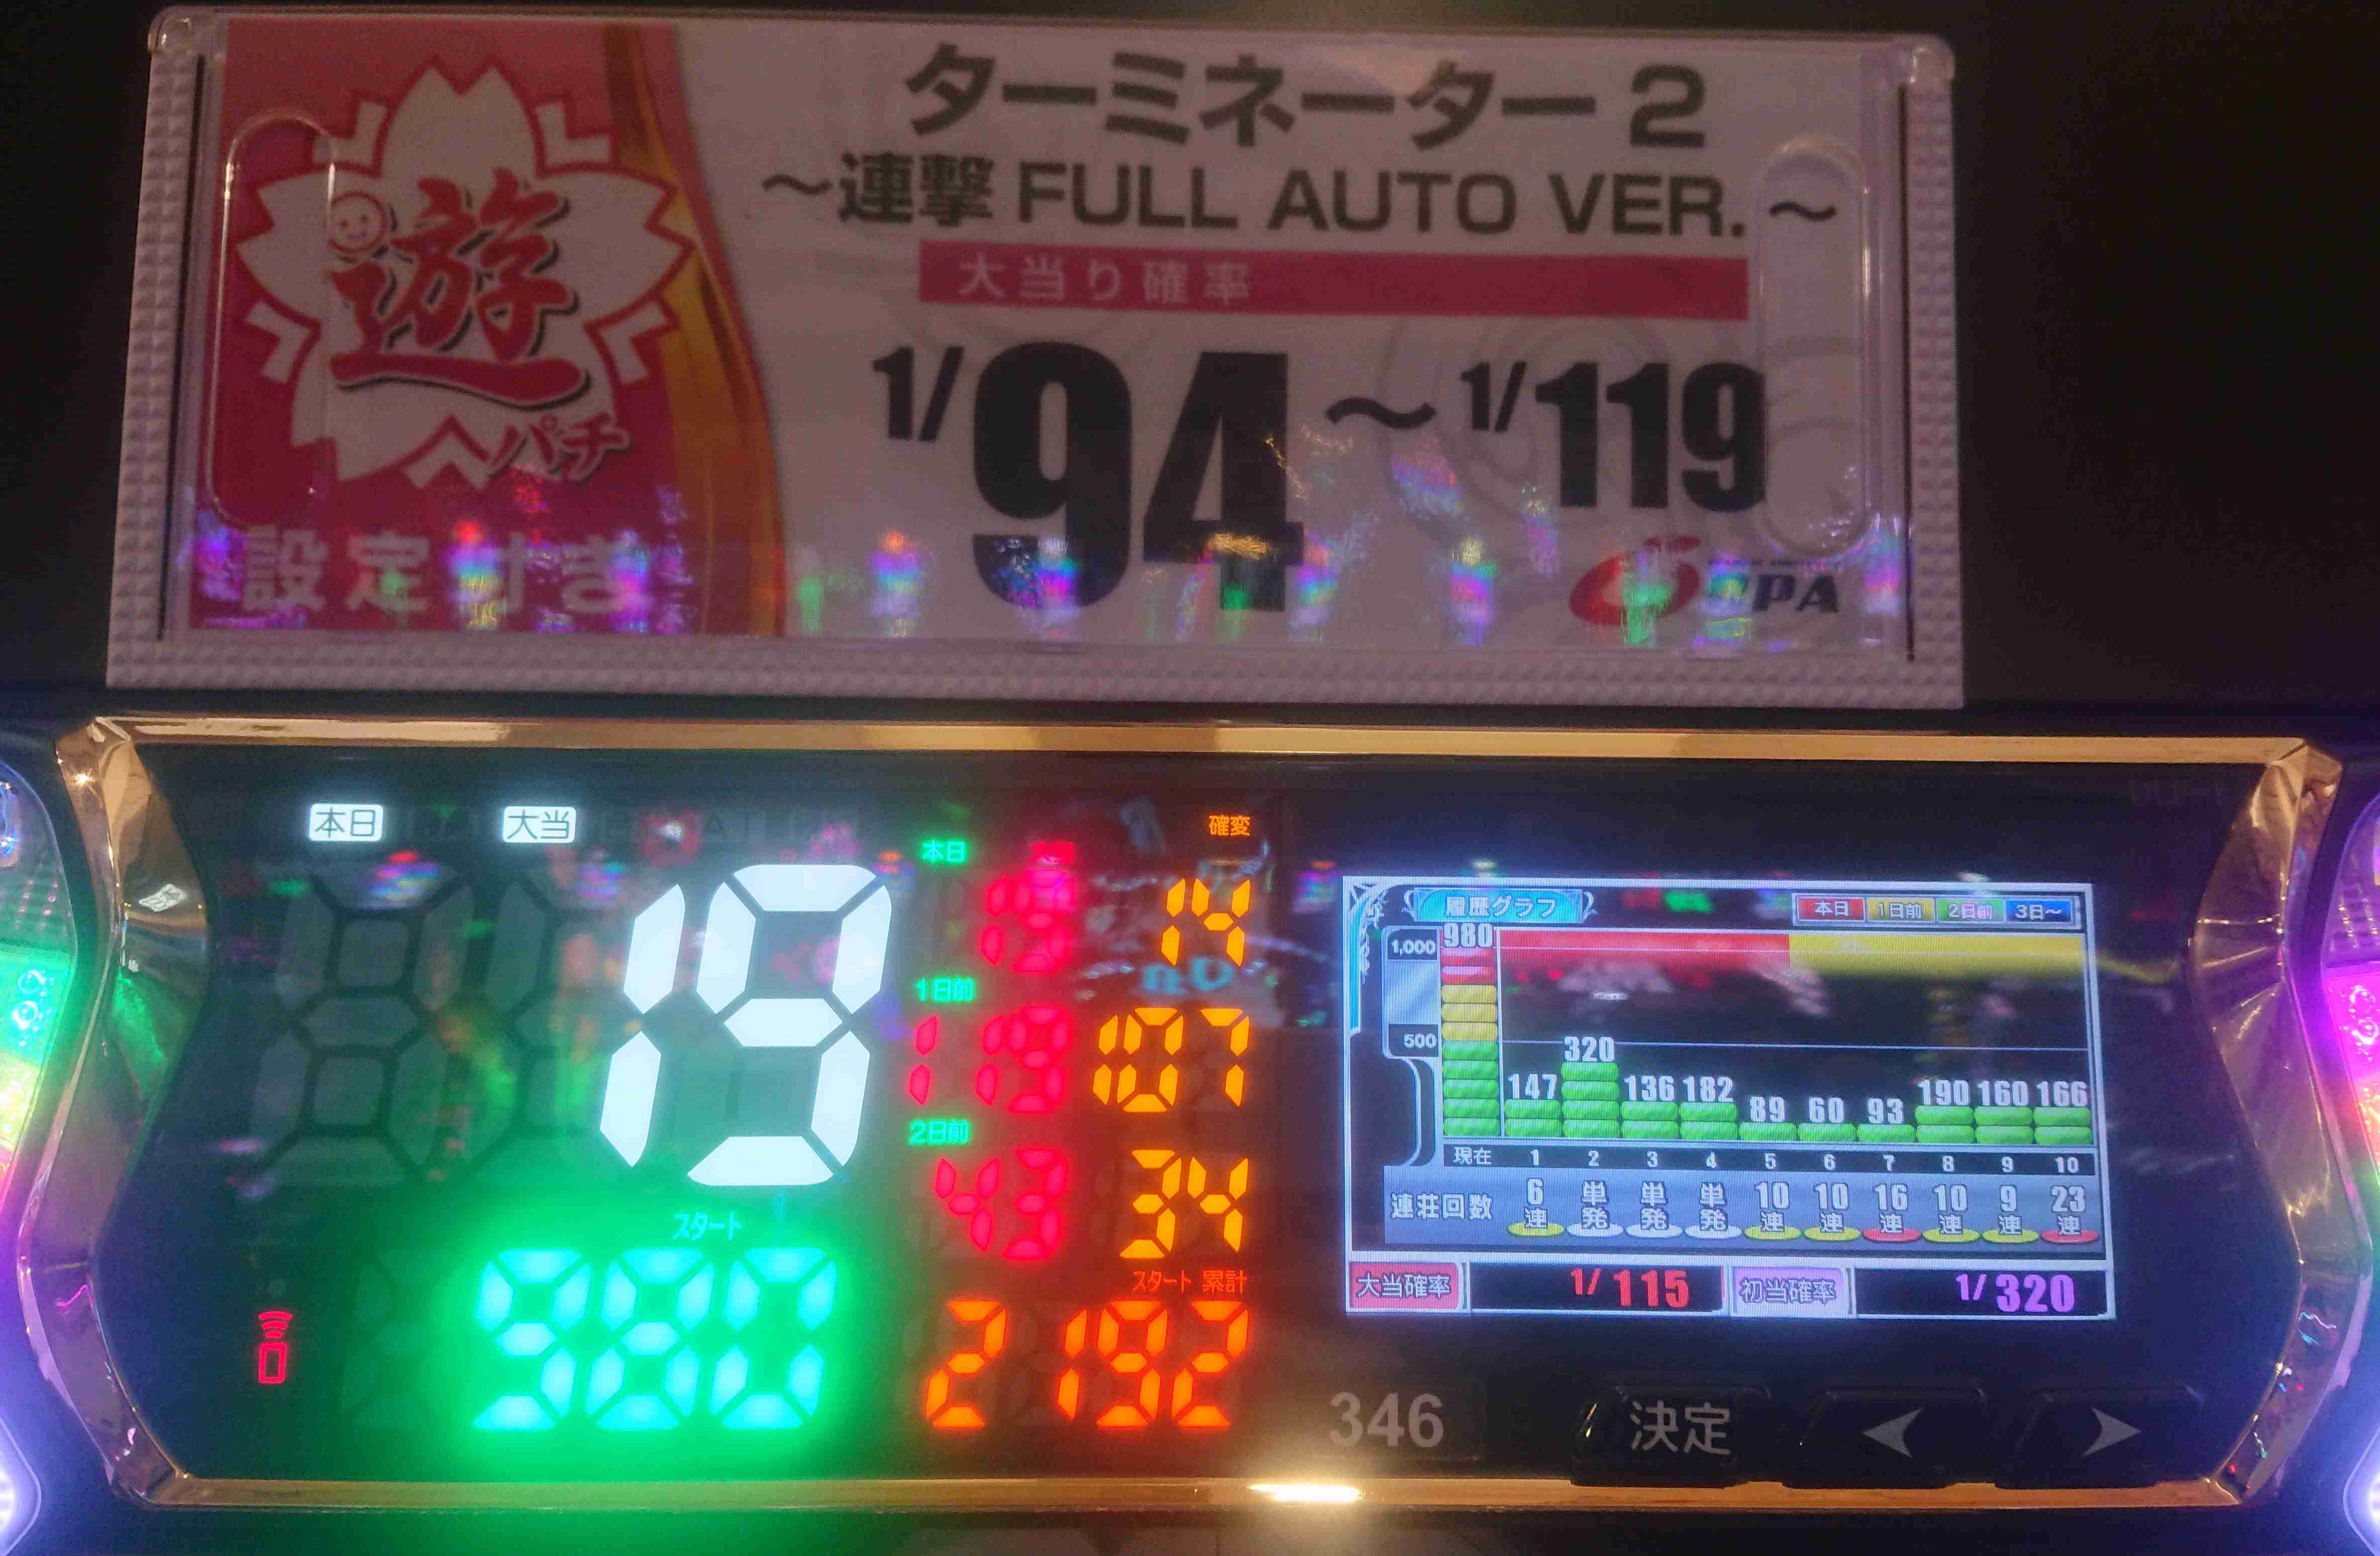 ターミネーター2
～連撃 FULL AUTO VER.～
大当り確率
1/94～1/119
遊
パチ
設定付き
本日
大当
19
スタート
980
本日
19
確変
14
1日前
119
107
2日前
43
34
スタート 累計
2192
履歴グラフ
本日
1日前
2日前
3日～
1,000
500
980
147
320
136
182
89
60
93
190
160
166
現在 1 2 3 4 5 6 7 8 9 10
連荘回数 6連 単発 単発 単発 10連 10連 16連 10連 9連 23連
大当確率 1/115
初当確率 1/320
346
決定